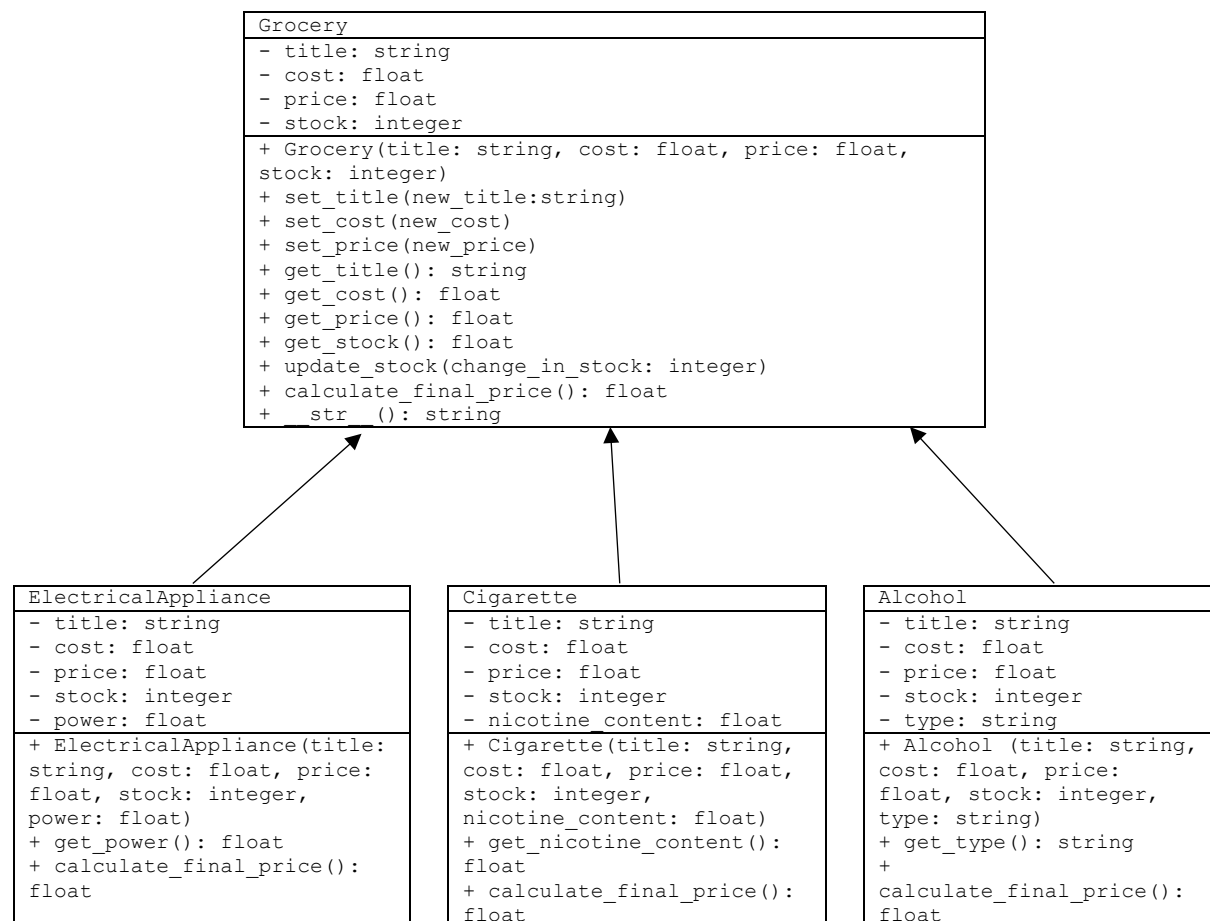 Grocery
- title: string
- cost: float
- price: float
- stock: integer
+ Grocery(title: string, cost: float, price: float,
stock: integer)
+ set_title(new_title:string)
+ set_cost(new_cost)
+ set_price(new_price)
+ get_title(): string
+ get_cost(): float
+ get_price(): float
+ get_stock(): float
+ update_stock(change_in_stock: integer)
+ calculate_final_price(): float
+ __str__(): string
ElectricalAppliance
- title: string
- cost: float
- price: float
- stock: integer
- power: float
+ ElectricalAppliance(title:
string, cost: float, price:
float, stock: integer,
power: float)
+ get_power(): float
+ calculate_final_price():
float
Cigarette
- title: string
- cost: float
- price: float
- stock: integer
- nicotine_content: float
+ Cigarette(title: string,
cost: float, price: float,
stock: integer,
nicotine_content: float)
+ get_nicotine_content():
float
+ calculate_final_price():
float
Alcohol
- title: string
- cost: float
- price: float
- stock: integer
- type: string
+ Alcohol (title: string,
cost: float, price:
float, stock: integer,
type: string)
+ get_type(): string
+
calculate_final_price():
float